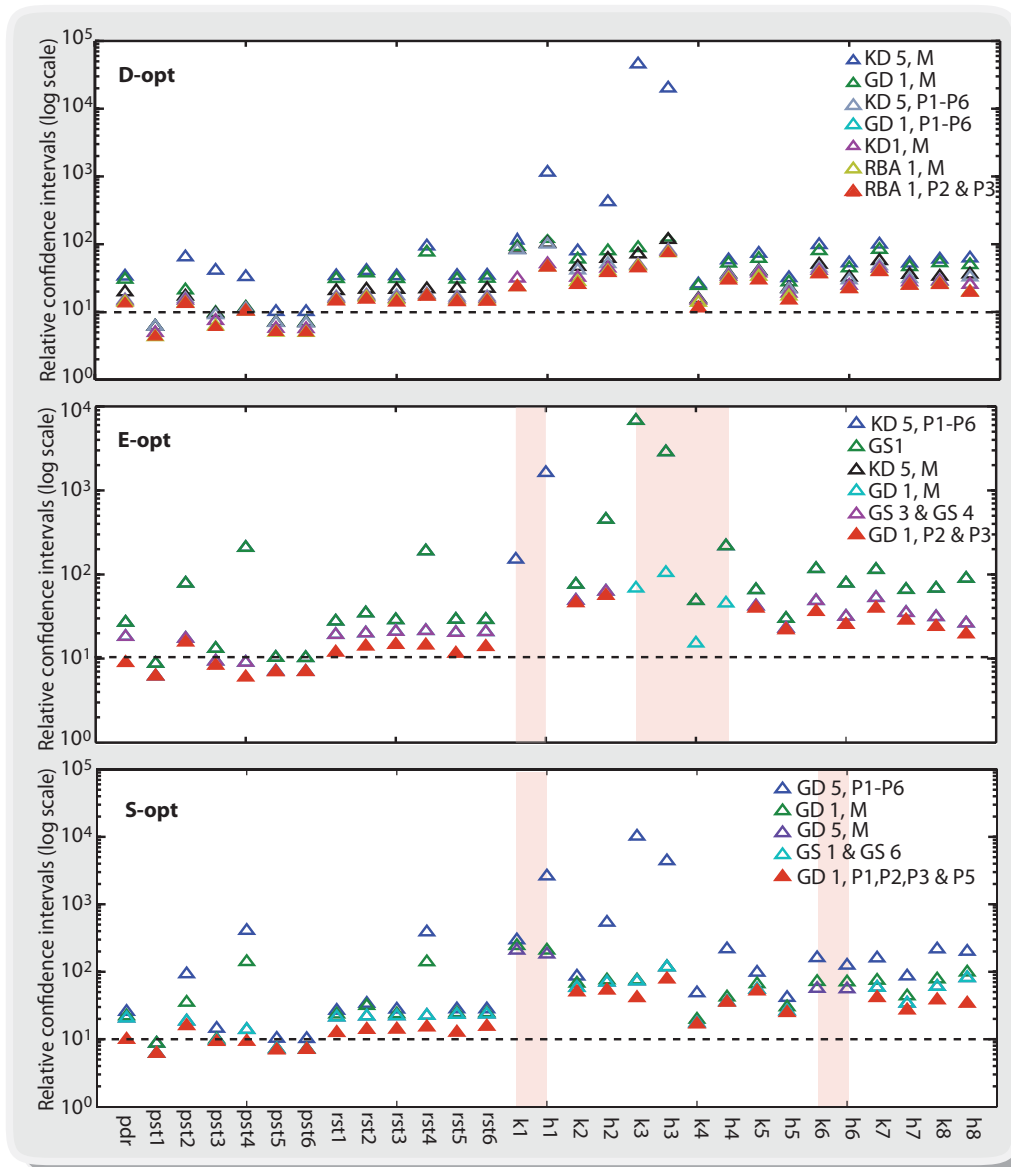 Relative confidence intervals (log scale)
10^5
10^4
10^3
10^2
10^1
10^0
D-opt
KD 5, M
GD 1, M
KD 5, P1-P6
GD 1, P1-P6
KD1, M
RBA 1, M
RBA 1, P2 & P3
Relative confidence intervals (log scale)
10^4
10^3
10^2
10^1
10^0
E-opt
KD 5, P1-P6
GS1
KD 5, M
GD 1, M
GS 3 & GS 4
GD 1, P2 & P3
Relative confidence intervals (log scale)
10^5
10^4
10^3
10^2
10^1
10^0
S-opt
GD 5, P1-P6
GD 1, M
GD 5, M
GS 1 & GS 6
GD 1, P1,P2,P3 & P5
pdr pst1 pst2 pst3 pst4 pst5 pst6 rst1 rst2 rst3 rst4 rst5 rst6 k1 h1 k2 h2 k3 h3 k4 h4 k5 h5 k6 h6 k7 h7 k8 h8